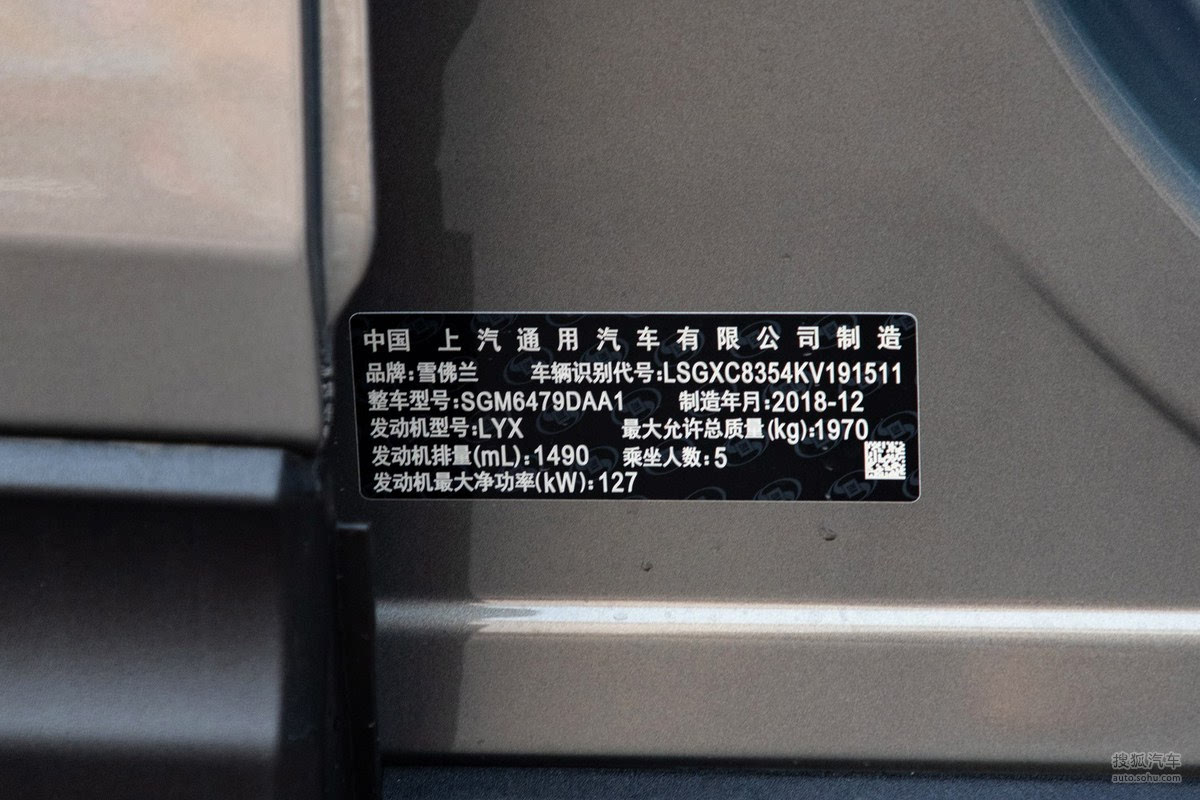 中国 上汽通用汽车有限公司制造
品牌:雪佛兰 车辆识别代号:LSGXC8354KV191511
整车型号:SGM6479DAA1 制造年月:2018-12
发动机型号:LYX 最大允许总质量(kg):1970
发动机排量(mL):1490 乘坐人数:5
发动机最大净功率(kW):127
搜狐汽车
auto.sohu.com